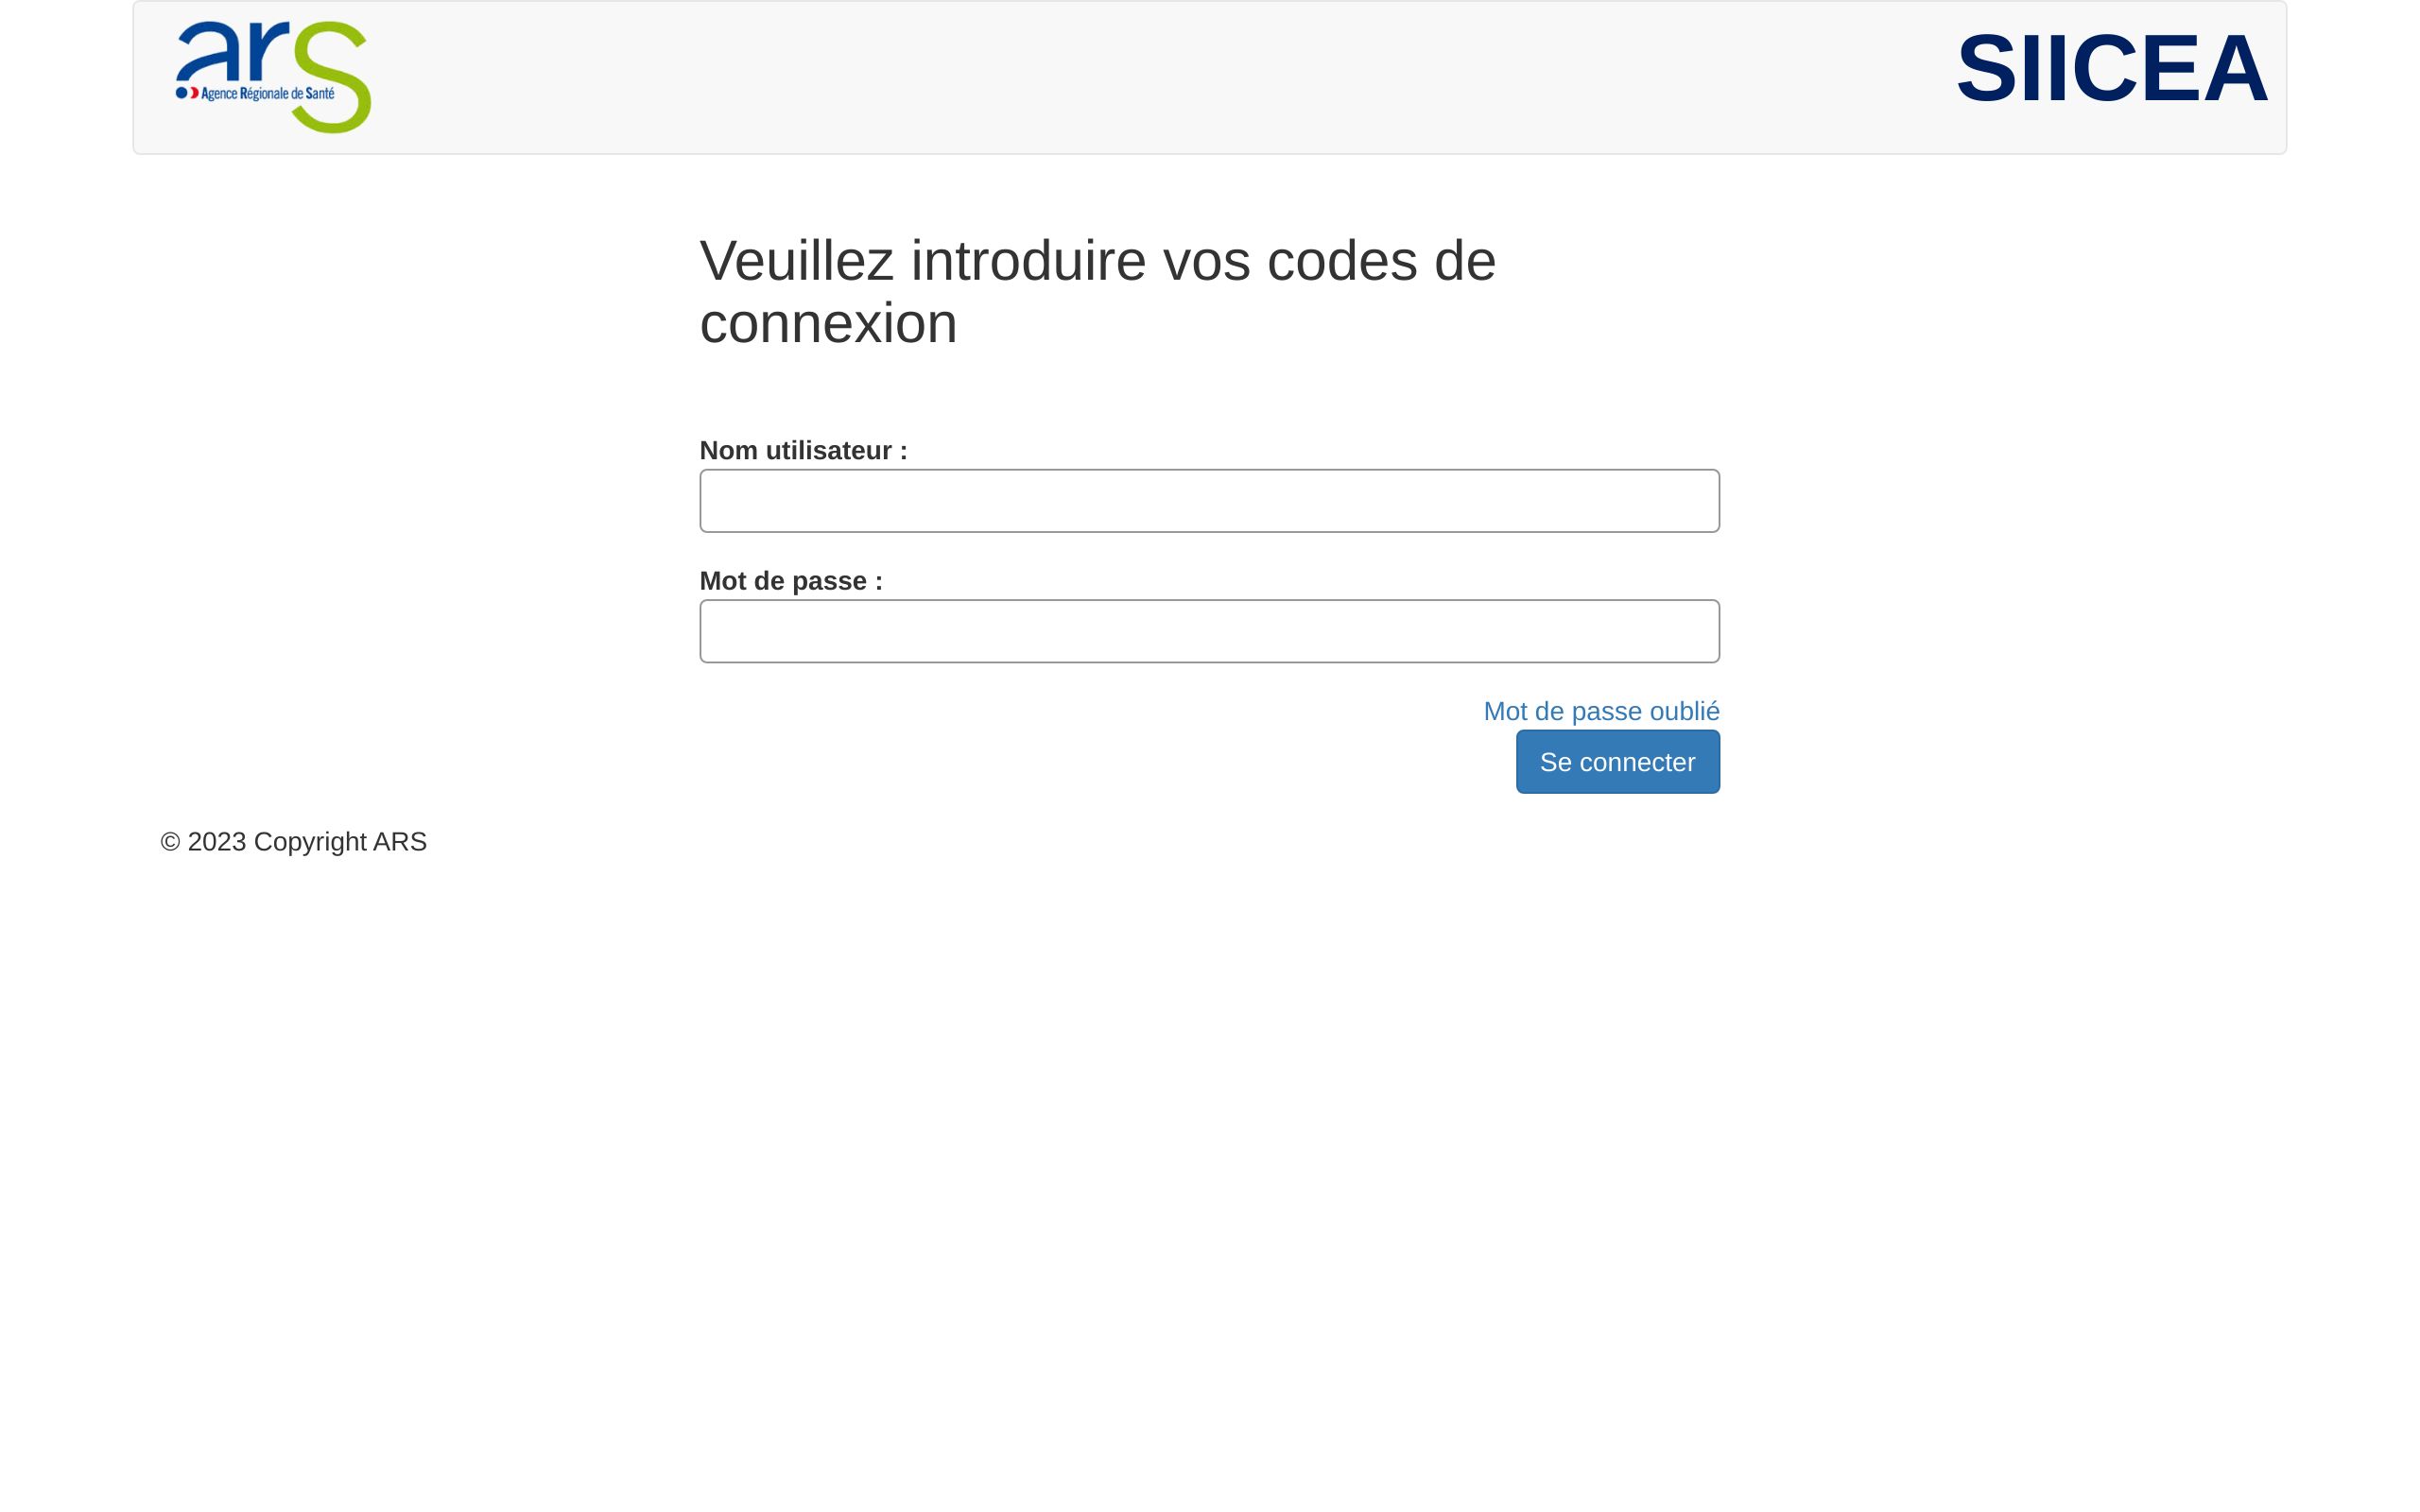 ars
Agence Régionale de Santé
SIICEA
Veuillez introduire vos codes de
connexion
Nom utilisateur :
Mot de passe :
Mot de passe oublié
Se connecter
© 2023 Copyright ARS